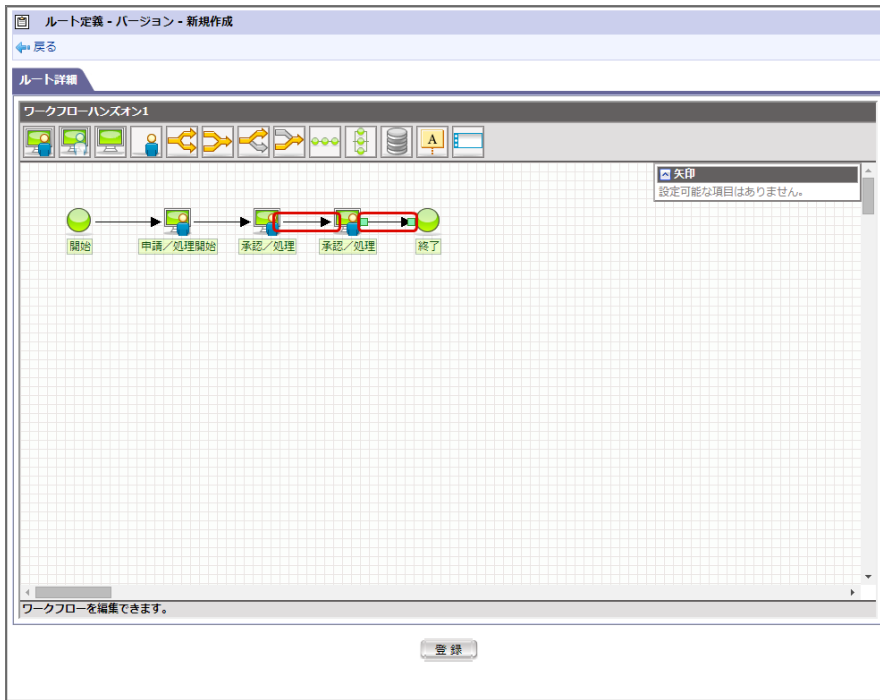 ルート定義 - バージョン - 新規作成
戻る
ルート詳細
ワークフローハンズオン1
A
矢印
設定可能な項目はありません。
開始
申請／処理開始
承認／処理
承認／処理
終了
ワークフローを編集できます。
登録